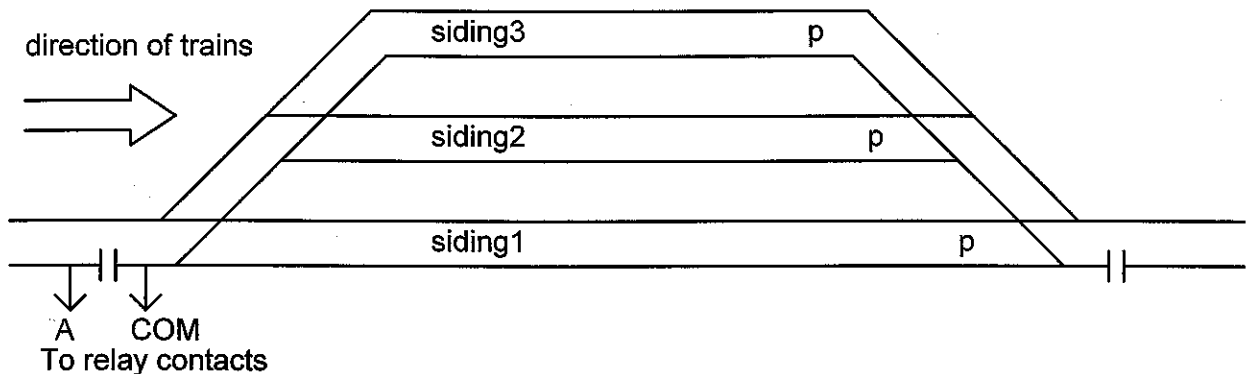 siding3 p
direction of trains
siding2 p
siding1 p
A COM
To relay contacts